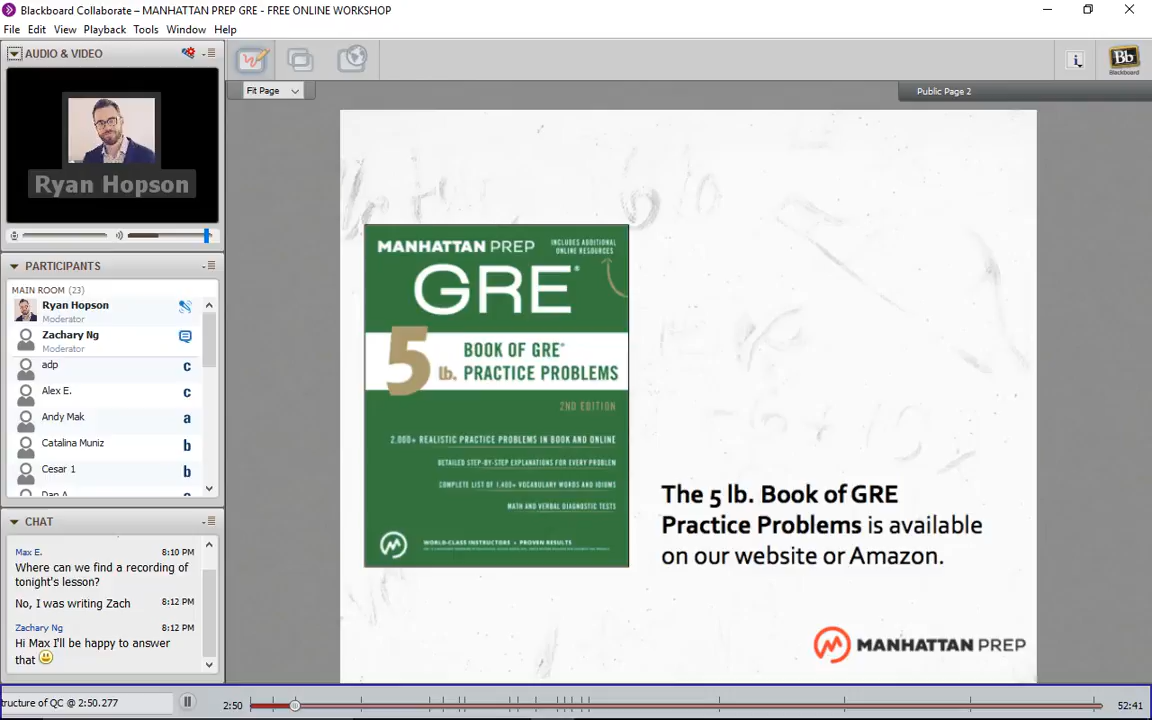 Blackboard Collaborate – MANHATTAN PREP GRE - FREE ONLINE WORKSHOP
File Edit View Playback Tools Window Help
AUDIO & VIDEO
Ryan Hopson
PARTICIPANTS
MAIN ROOM (23)
Ryan Hopson
Moderator
Zachary Ng
Moderator
adp c
Alex E. c
Andy Mak a
Catalina Muniz b
Cesar 1 b
Dan A.
CHAT
Max E. 8:10 PM
Where can we find a recording of
tonight's lesson?
No, I was writing Zach 8:12 PM
Zachary Ng 8:12 PM
Hi Max I'll be happy to answer
that
Fit Page
i
Bb
Blackboard
Public Page 2
MANHATTAN PREP
INCLUDES ADDITIONAL
ONLINE RESOURCES
GRE®
5 lb.
BOOK OF GRE®
PRACTICE PROBLEMS
2ND EDITION
2,000+ REALISTIC PRACTICE PROBLEMS IN BOOK AND ONLINE
DETAILED STEP-BY-STEP EXPLANATIONS FOR EVERY PROBLEM
COMPLETE LIST OF 1,400+ VOCABULARY WORDS AND IDIOMS
MATH AND VERBAL DIAGNOSTIC TESTS
WORLD-CLASS INSTRUCTORS • PROVEN RESULTS
The 5 lb. Book of GRE
Practice Problems is available
on our website or Amazon.
MANHATTAN PREP
tructure of QC @ 2:50.277
2:50
52:41